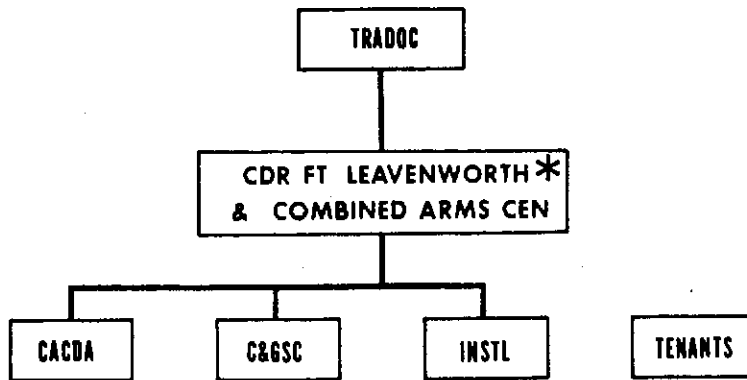 TRADOC
CDR FT LEAVENWORTH*
& COMBINED ARMS CEN
CACDA
C&GSC
INSTL
TENANTS